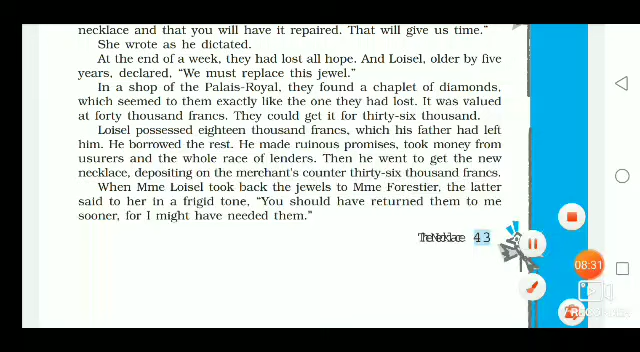 necklace and that you will have it repaired. That will give us time.”
She wrote as he dictated.
At the end of a week, they had lost all hope. And Loisel, older by five
years, declared, “We must replace this jewel.”
In a shop of the Palais-Royal, they found a chaplet of diamonds,
which seemed to them exactly like the one they had lost. It was valued
at forty thousand francs. They could get it for thirty-six thousand.
Loisel possessed eighteen thousand francs, which his father had left
him. He borrowed the rest. He made ruinous promises, took money from
usurers and the whole race of lenders. Then he went to get the new
necklace, depositing on the merchant’s counter thirty-six thousand francs.
When Mme Loisel took back the jewels to Mme Forestier, the latter
said to her in a frigid tone, “You should have returned them to me
sooner, for I might have needed them.”
The Necklace 43
08:31